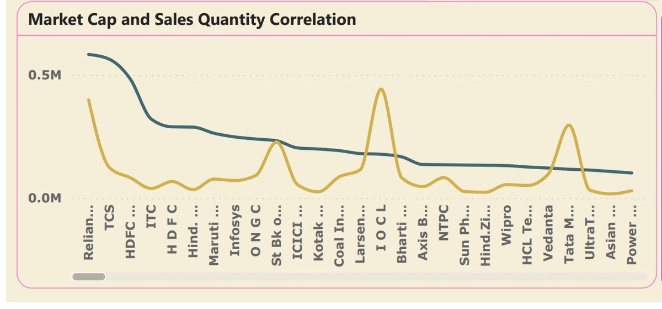 Market Cap and Sales Quantity Correlation
0.5M
0.0M
Relian...
TCS
HDFC ...
ITC
H D F C
Hind. ...
Maruti ...
Infosys
O N G C
St Bk o...
ICICI ...
Kotak ...
Coal In...
Larsen...
I O C L
Bharti ...
Axis B...
NTPC
Sun Ph...
Hind.Zi...
Wipro
HCL Te...
Vedanta
Tata M...
UltraT...
Asian ...
Power ...